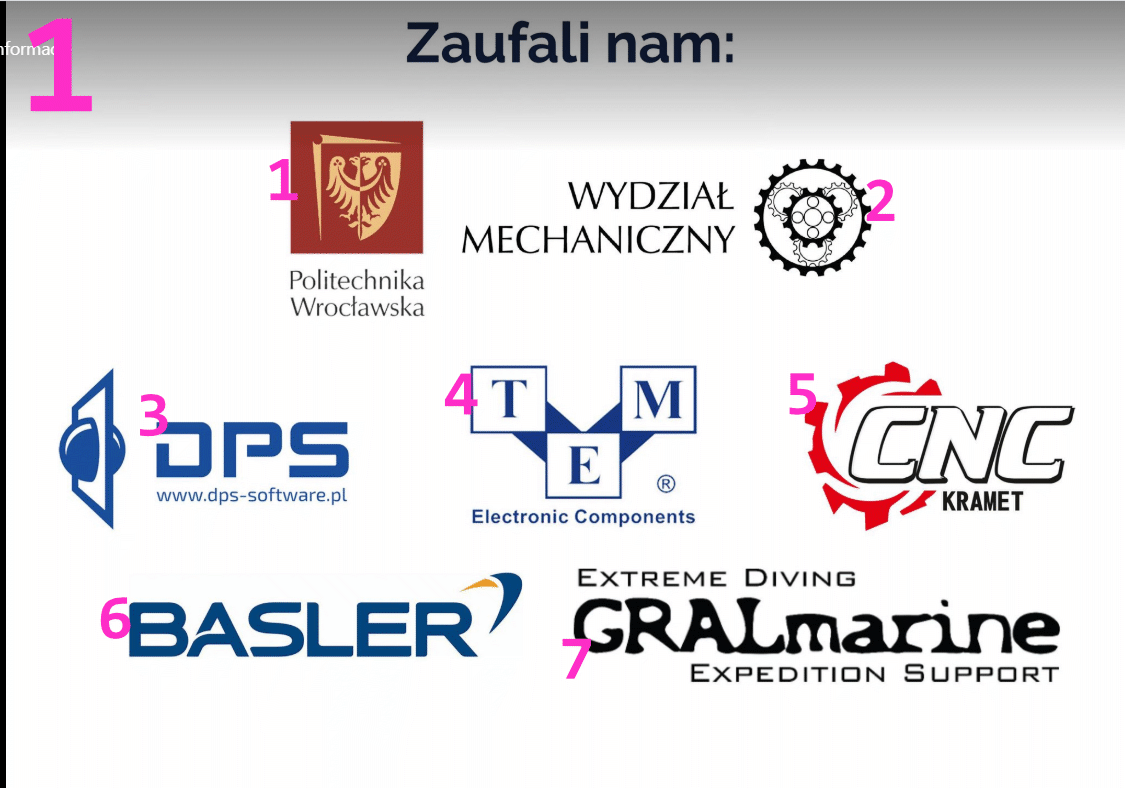 1
Zaufali nam:
1
Politechnika
Wrocławska
WYDZIAŁ
MECHANICZNY
2
3
DPS
www.dps-software.pl
4
T M
E
®
Electronic Components
5
CNC
KRAMET
6
BASLER
7
EXTREME DIVING
GRALmarine
EXPEDITION SUPPORT